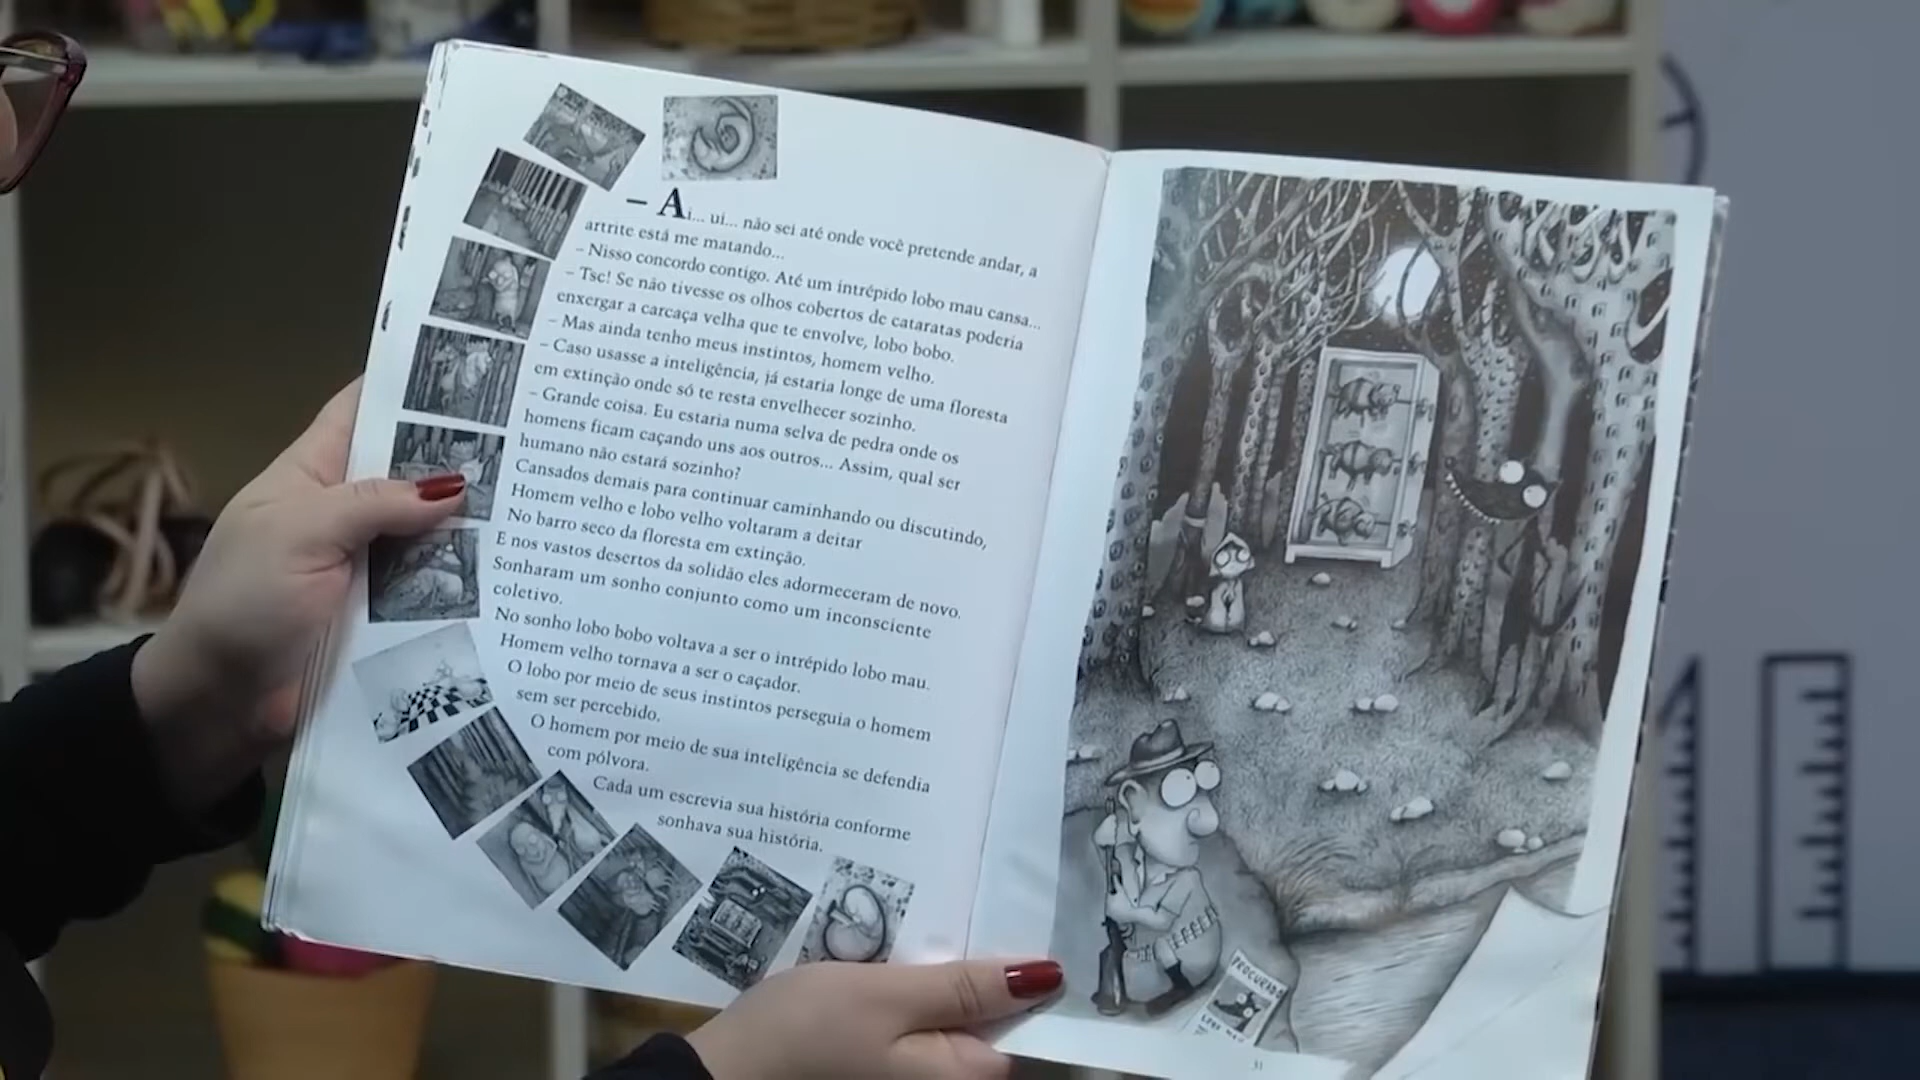 – Ai... ui... não sei até onde você pretende andar, a
artrite está me matando...
– Nisso concordo contigo. Até um intrépido lobo mau cansa...
– Tsc! Se não tivesse os olhos cobertos de cataratas poderia
enxergar a carcaça velha que te envolve, lobo bobo.
– Mas ainda tenho meus instintos, homem velho.
– Caso usasse a inteligência, já estaria longe de uma floresta
em extinção onde só te resta envelhecer sozinho.
– Grande coisa. Eu estaria numa selva de pedra onde os
homens ficam caçando uns aos outros... Assim, qual ser
humano não estará sozinho?
Cansados demais para continuar caminhando ou discutindo,
Homem velho e lobo velho voltaram a deitar
No barro seco da floresta em extinção.
E nos vastos desertos da solidão eles adormeceram de novo.
Sonharam um sonho conjunto como um inconsciente
coletivo.
No sonho lobo bobo voltava a ser o intrépido lobo mau.
Homem velho tornava a ser o caçador.
O lobo por meio de seus instintos perseguia o homem
sem ser percebido.
O homem por meio de sua inteligência se defendia
com pólvora.
Cada um escrevia sua história conforme
sonhava sua história.
PROCURADO
LOBO MAU
31